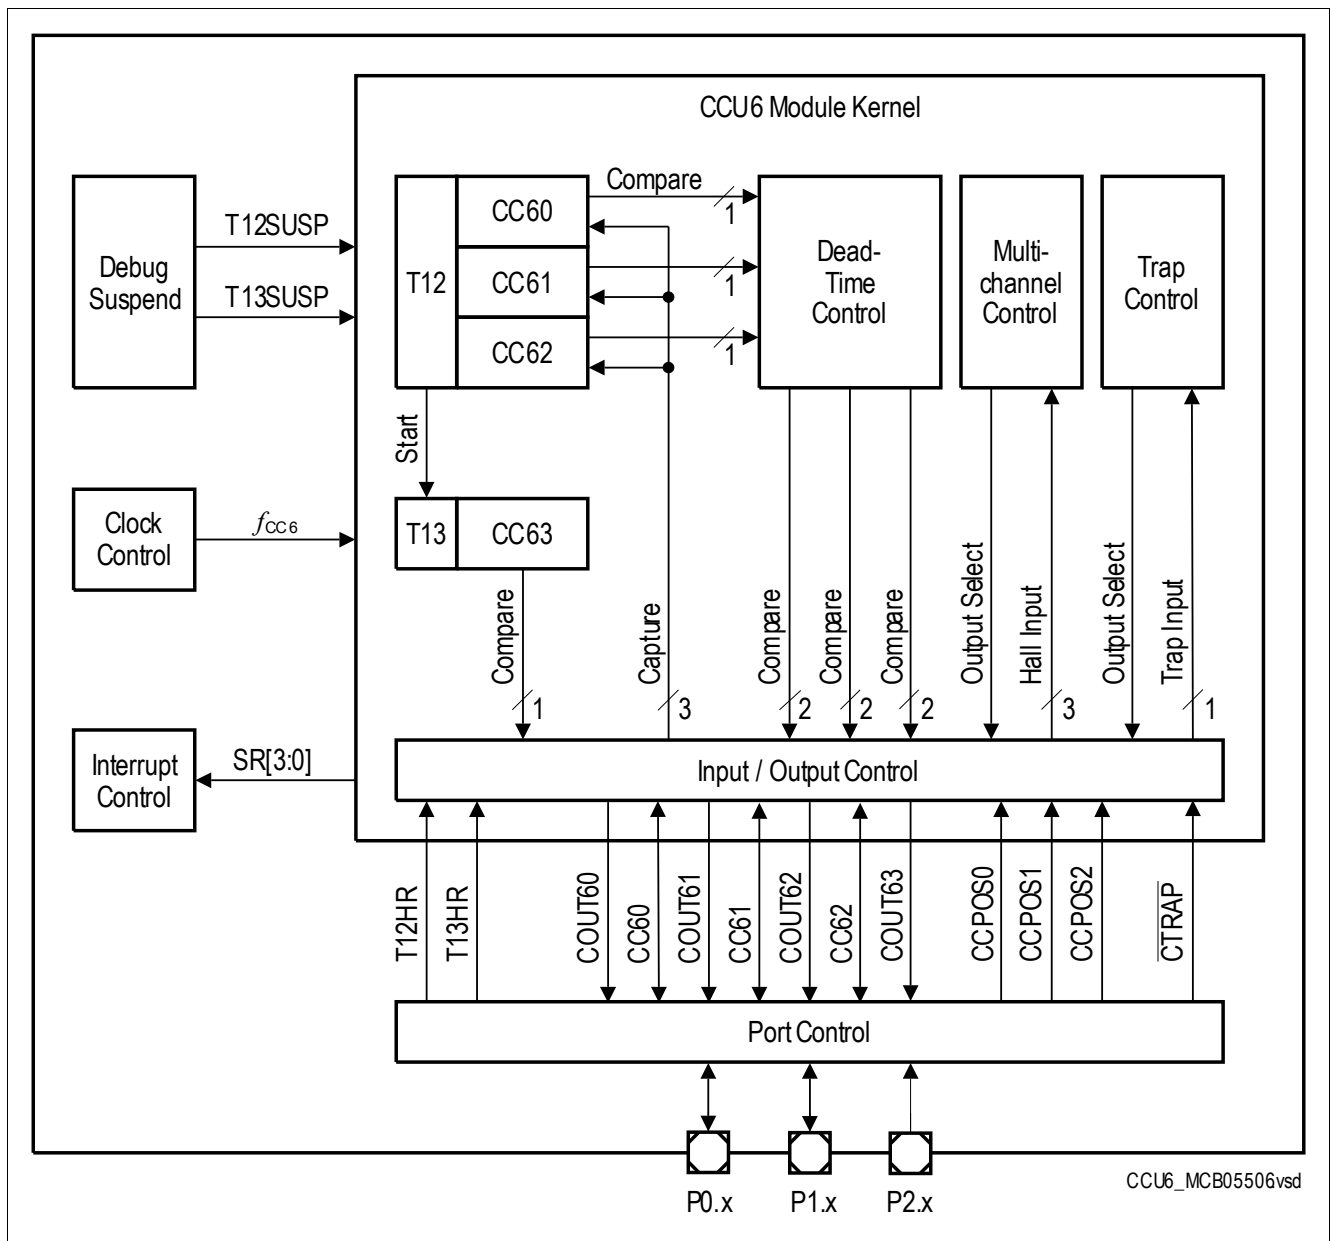 CCU6 Module Kernel
Debug
Suspend
T12SUSP
T13SUSP
T12
CC60
CC61
CC62
Compare
1
1
1
Dead-
Time
Control
Multi-
channel
Control
Trap
Control
Start
T13
CC63
Clock
Control
fCC6
Compare
1
Capture
3
Compare
2
Compare
2
Compare
2
Output Select
Hall Input
3
Output Select
Trap Input
1
Interrupt
Control
SR[3:0]
Input / Output Control
T12HR
T13HR
COUT60
CC60
COUT61
CC61
COUT62
CC62
COUT63
CCPOS0
CCPOS1
CCPOS2
CTRAP
Port Control
P0.x
P1.x
P2.x
CCU6_MCB05506.vsd